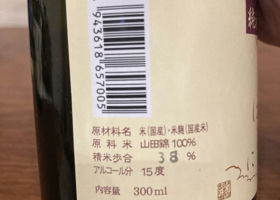 4943618657005
原材料名 米(国産)・米麹(国産米)
原料米 山田錦100%
精米歩合 38%
アルコール分 15度
内容量 300ml